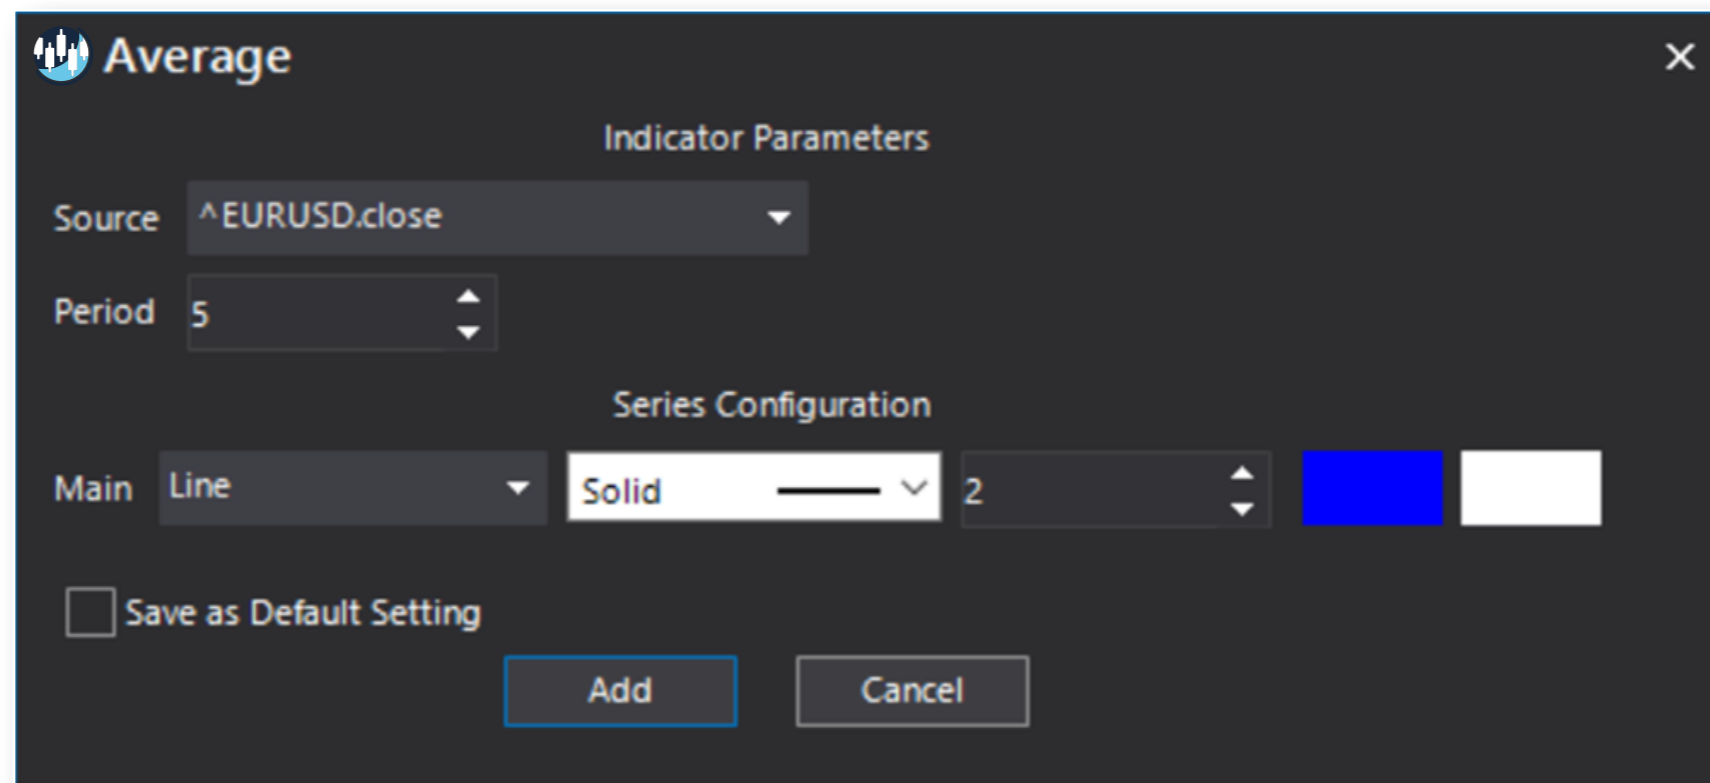 Average
Indicator Parameters
Source ^EURUSD.close
Period 5
Series Configuration
Main Line Solid 2
Save as Default Setting
Add Cancel